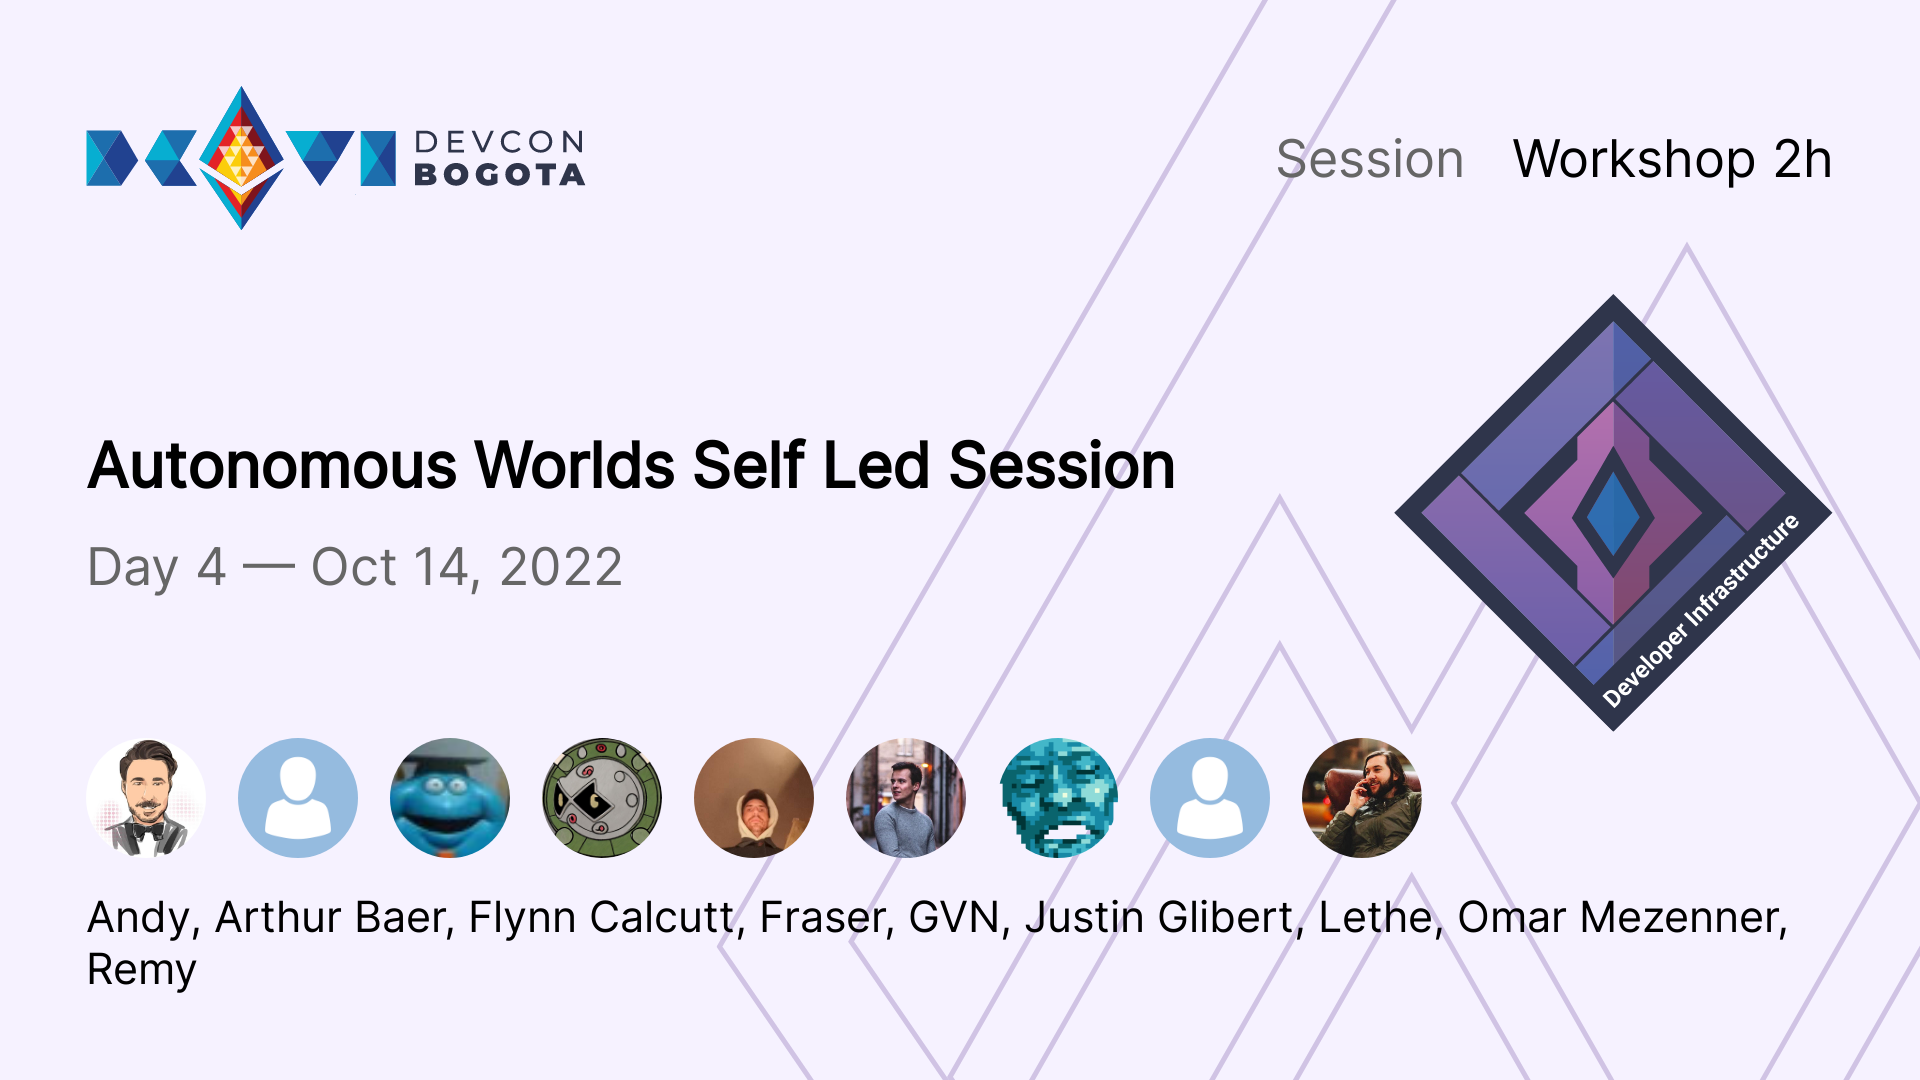 DEVCON
BOGOTA
Session Workshop 2h
Autonomous Worlds Self Led Session
Day 4 — Oct 14, 2022
Developer Infrastructure
Andy, Arthur Baer, Flynn Calcutt, Fraser, GVN, Justin Glibert, Lethe, Omar Mezenner,
Remy